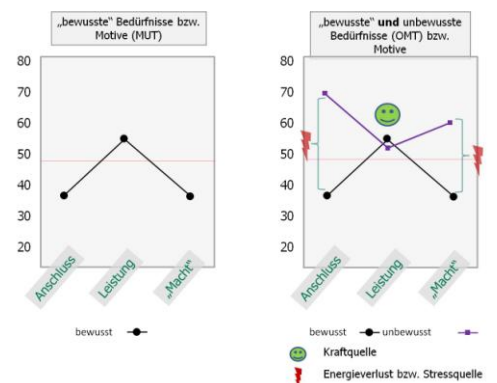 „bewusste“ Bedürfnisse bzw.
Motive (MUT)
80
70
60
50
40
30
20
Anschluss
Leistung
„Macht“
bewusst
„bewusste“ und unbewusste
Bedürfnisse (OMT) bzw.
Motive
80
70
60
50
40
30
20
Anschluss
Leistung
„Macht“
bewusst unbewusst
Kraftquelle
Energieverlust bzw. Stressquelle